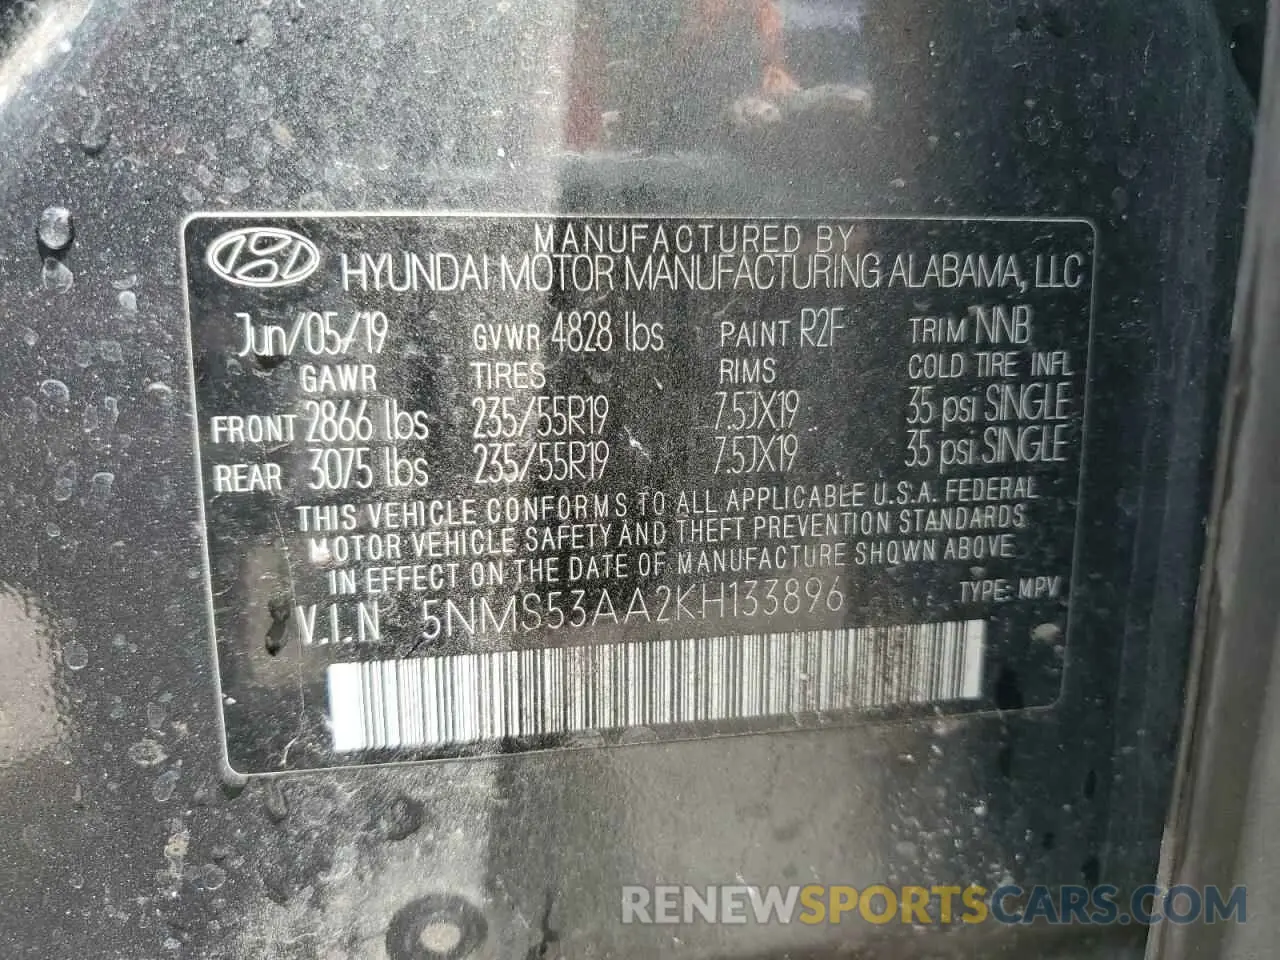 MANUFACTURED BY
HYUNDAI MOTOR MANUFACTURING ALABAMA, LLC
Jun/05/19 GVWR 4828 lbs PAINT R2F TRIM NNB
GAWR TIRES RIMS COLD TIRE INFL
FRONT 2866 lbs 235/55R19 7.5JX19 35 psi SINGLE
REAR 3075 lbs 235/55R19 7.5JX19 35 psi SINGLE
THIS VEHICLE CONFORMS TO ALL APPLICABLE U.S.A. FEDERAL
MOTOR VEHICLE SAFETY AND THEFT PREVENTION STANDARDS
IN EFFECT ON THE DATE OF MANUFACTURE SHOWN ABOVE
V.I.N 5NMS53AA2KH133896 TYPE: MPV
RENEWSPORTSCARS.COM